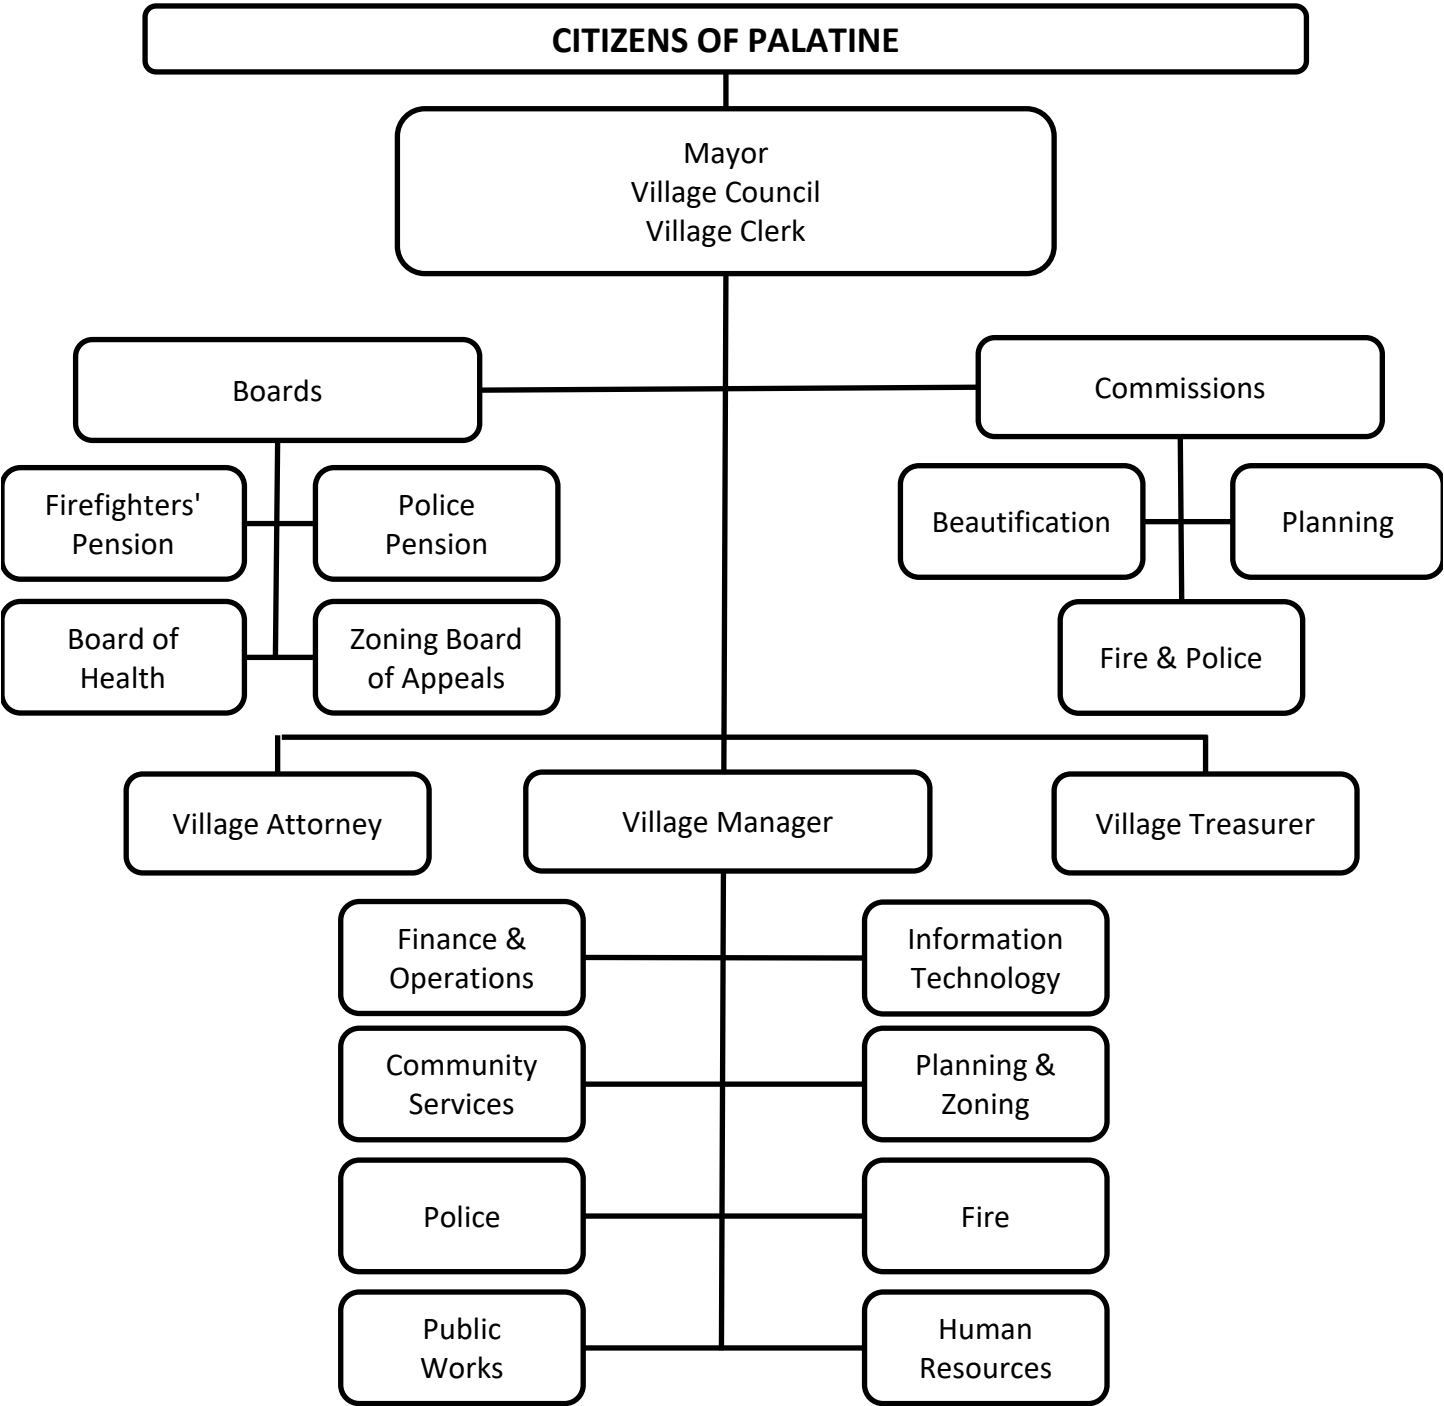 CITIZENS OF PALATINE
Mayor
Village Council
Village Clerk
Boards
Commissions
Firefighters'
Pension
Police
Pension
Beautification
Planning
Board of
Health
Zoning Board
of Appeals
Fire & Police
Village Attorney
Village Manager
Village Treasurer
Finance &
Operations
Information
Technology
Community
Services
Planning &
Zoning
Police
Fire
Public
Works
Human
Resources